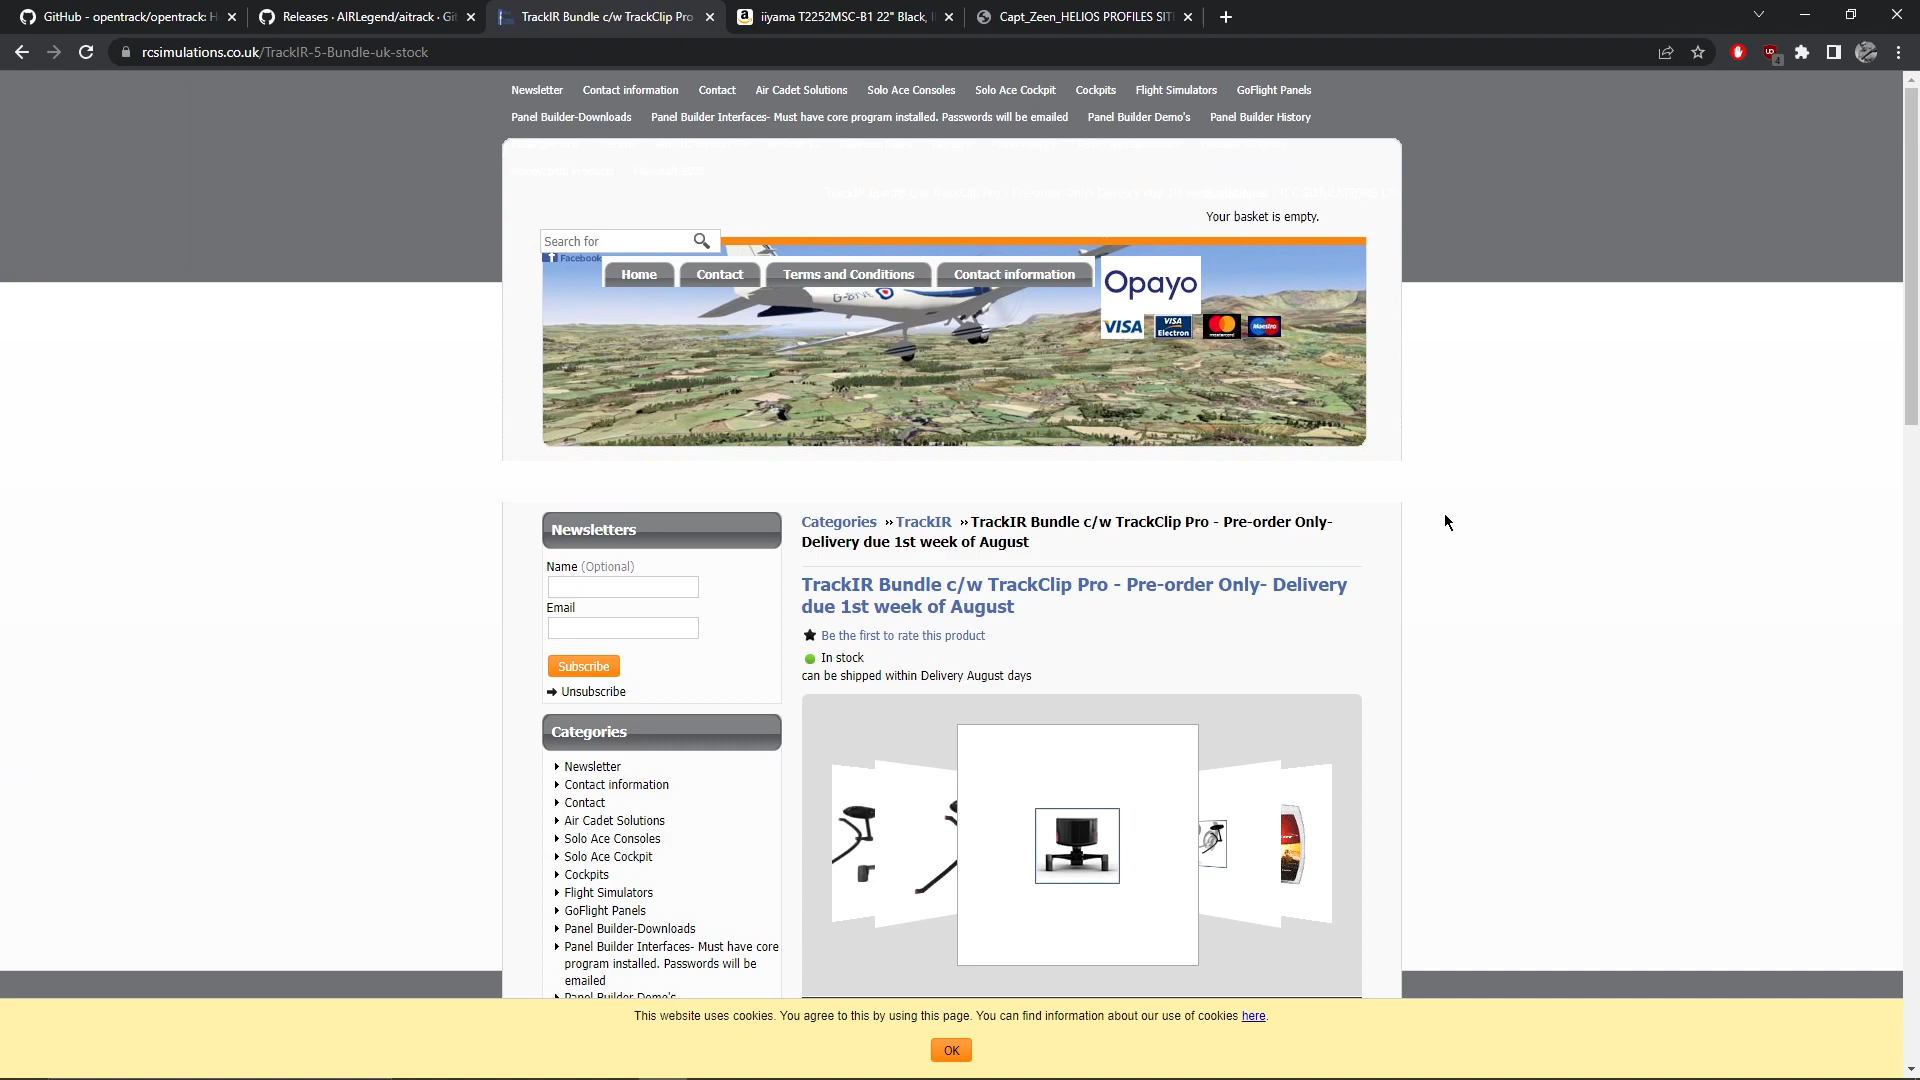 GitHub - opentrack/opentrack: H
Releases · AIRLegend/aitrack · Git
TrackIR Bundle c/w TrackClip Pro
iiyama T2252MSC-B1 22" Black,
Capt_Zeen_HELIOS PROFILES SIT
rcsimulations.co.uk/TrackIR-5-Bundle-uk-stock
Newsletter Contact information Contact Air Cadet Solutions Solo Ace Consoles Solo Ace Cockpit Cockpits Flight Simulators GoFlight Panels
Panel Builder-Downloads Panel Builder Interfaces- Must have core program installed. Passwords will be emailed Panel Builder Demo's Panel Builder History
Your basket is empty.
Search for
Facebook
Home Contact Terms and Conditions Contact information
Opayo
VISA VISA Electron mastercard Maestro
Newsletters
Name (Optional)
Email
Subscribe
Unsubscribe
Categories
Newsletter
Contact information
Contact
Air Cadet Solutions
Solo Ace Consoles
Solo Ace Cockpit
Cockpits
Flight Simulators
GoFlight Panels
Panel Builder-Downloads
Panel Builder Interfaces- Must have core
program installed. Passwords will be
emailed
Panel Builder Demo's
Categories » TrackIR » TrackIR Bundle c/w TrackClip Pro - Pre-order Only-
Delivery due 1st week of August
TrackIR Bundle c/w TrackClip Pro - Pre-order Only- Delivery
due 1st week of August
Be the first to rate this product
In stock
can be shipped within Delivery August days
This website uses cookies. You agree to this by using this page. You can find information about our use of cookies here.
OK